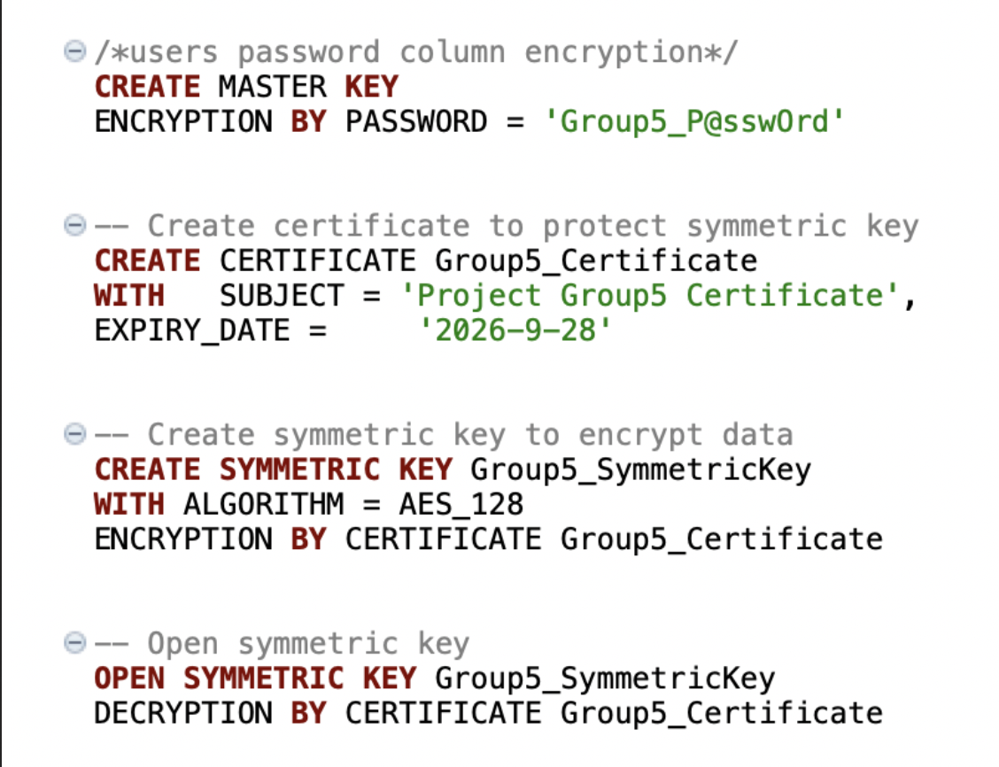 /*users password column encryption*/
CREATE MASTER KEY
ENCRYPTION BY PASSWORD = 'Group5_P@sswOrd'
-- Create certificate to protect symmetric key
CREATE CERTIFICATE Group5_Certificate
WITH   SUBJECT = 'Project Group5 Certificate',
EXPIRY_DATE =     '2026-9-28'
-- Create symmetric key to encrypt data
CREATE SYMMETRIC KEY Group5_SymmetricKey
WITH ALGORITHM = AES_128
ENCRYPTION BY CERTIFICATE Group5_Certificate
-- Open symmetric key
OPEN SYMMETRIC KEY Group5_SymmetricKey
DECRYPTION BY CERTIFICATE Group5_Certificate